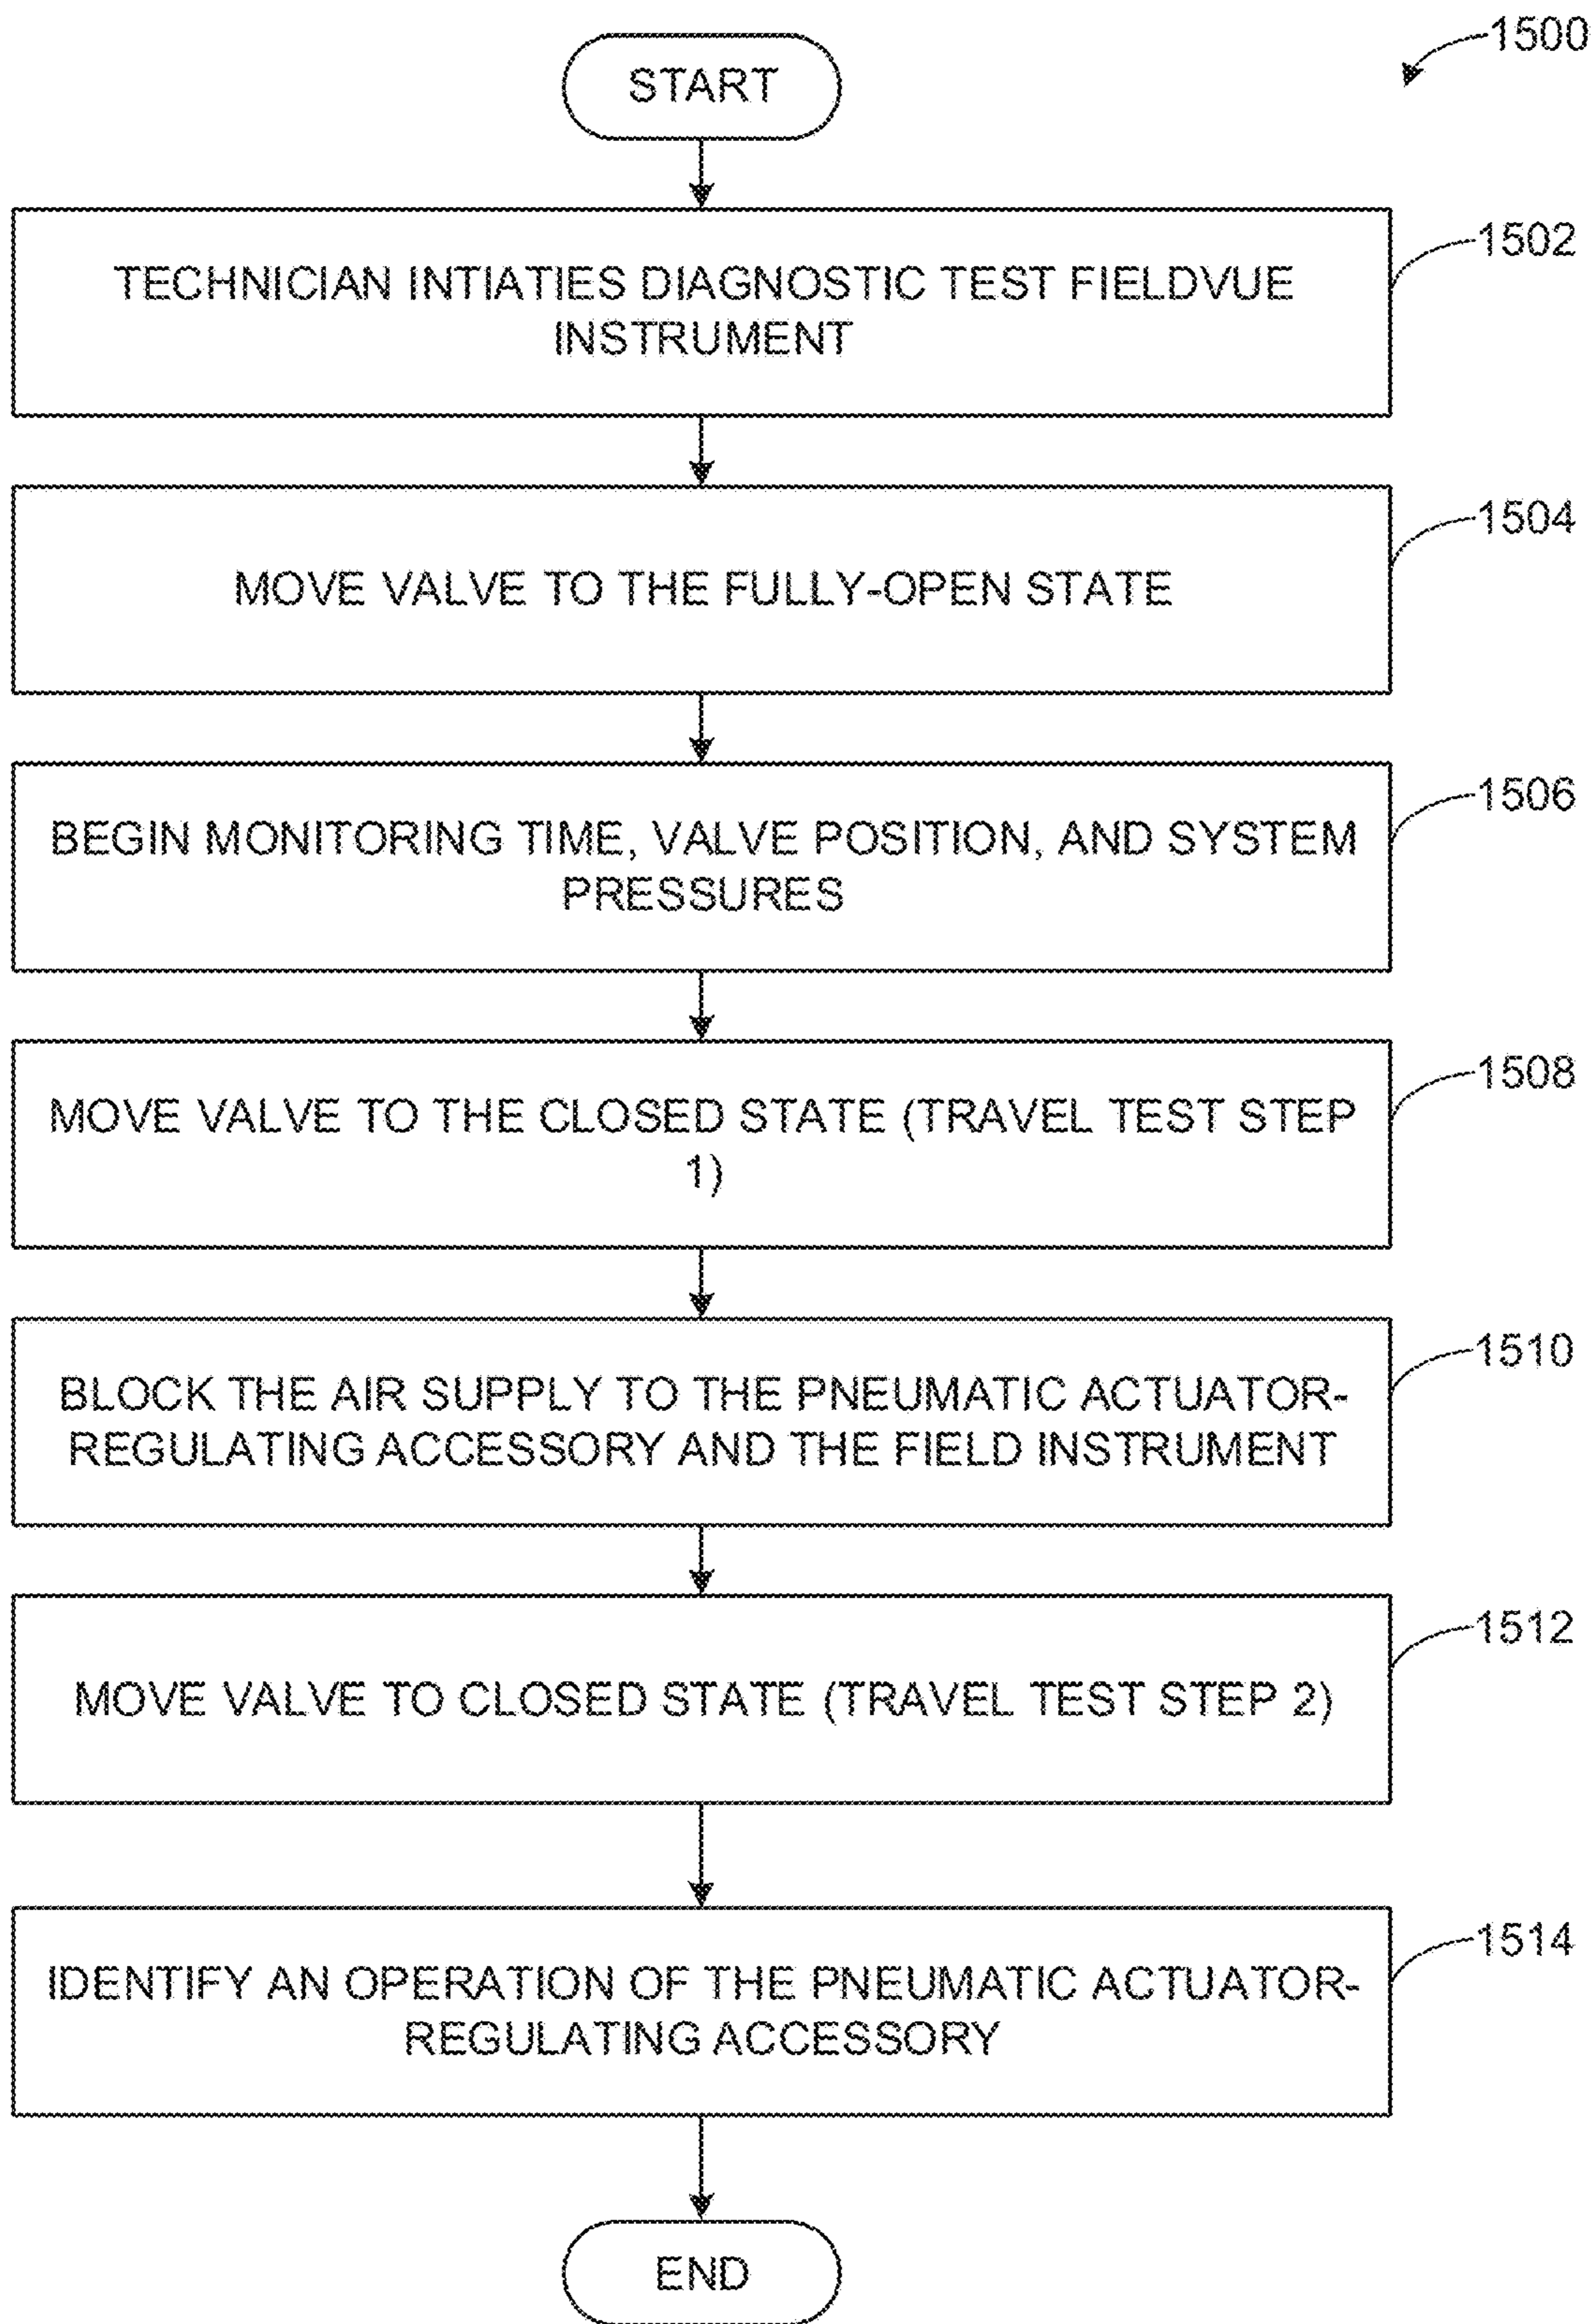 1500
START
1502
TECHNICIAN INTIATIES DIAGNOSTIC TEST FIELDVUE
INSTRUMENT
1504
MOVE VALVE TO THE FULLY-OPEN STATE
1506
BEGIN MONITORING TIME, VALVE POSITION, AND SYSTEM
PRESSURES
1508
MOVE VALVE TO THE CLOSED STATE (TRAVEL TEST STEP
1)
1510
BLOCK THE AIR SUPPLY TO THE PNEUMATIC ACTUATOR-
REGULATING ACCESSORY AND THE FIELD INSTRUMENT
1512
MOVE VALVE TO CLOSED STATE (TRAVEL TEST STEP 2)
1514
IDENTIFY AN OPERATION OF THE PNEUMATIC ACTUATOR-
REGULATING ACCESSORY
END